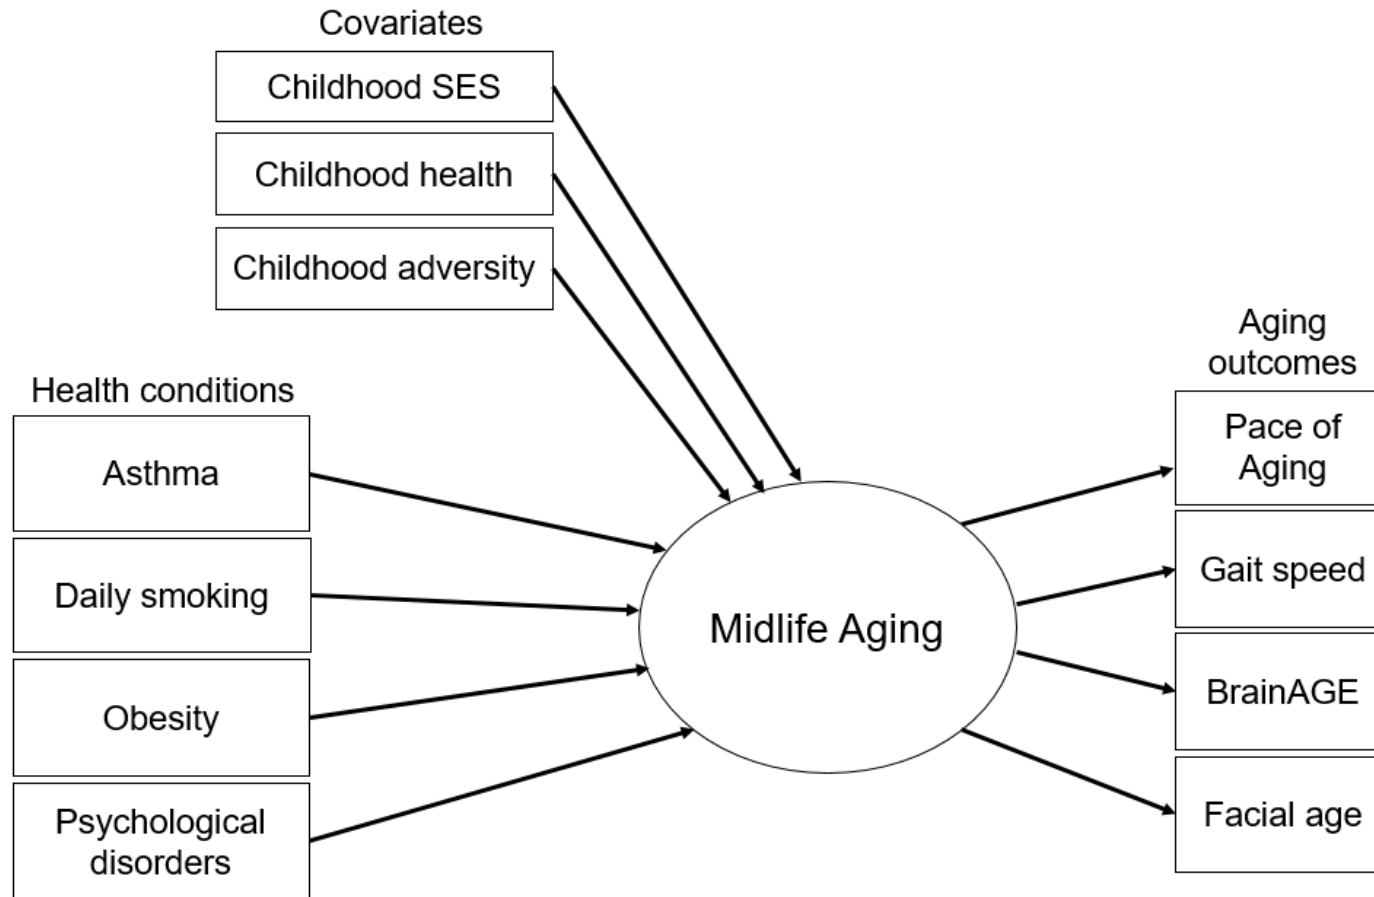 Covariates
Childhood SES
Childhood health
Childhood adversity
Health conditions
Asthma
Daily smoking
Obesity
Psychological
disorders
Midlife Aging
Aging
outcomes
Pace of
Aging
Gait speed
BrainAGE
Facial age